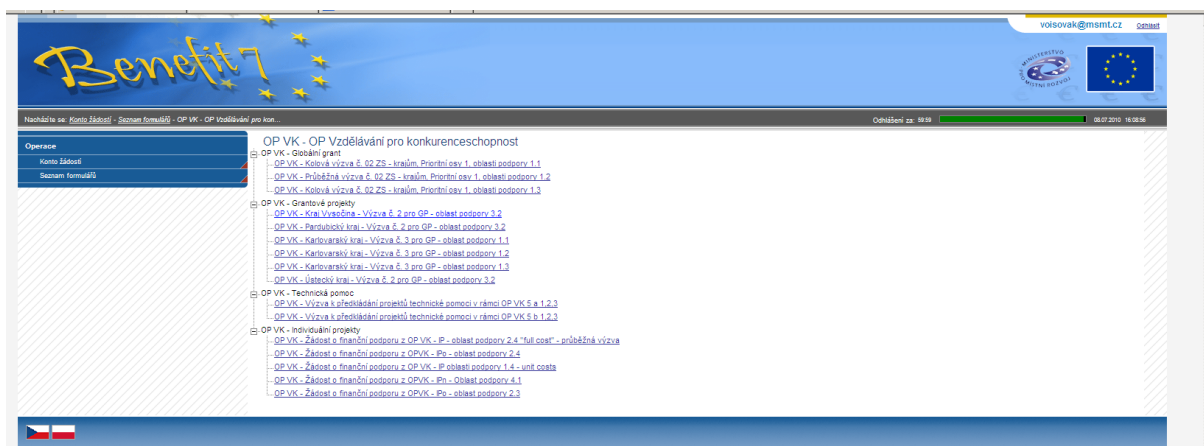 voisovak@msmt.cz Odhlásit
Benefit7
MINISTERSTVO
PRO MÍSTNÍ ROZVOJ
Nacházíte se: Konto žádostí - Seznam formulářů - OP VK - OP Vzdělávání pro kon...
Odhlášení za: 59:59
08.07.2010 16:08:56
Operace
Konto žádostí
Seznam formulářů
OP VK - OP Vzdělávání pro konkurenceschopnost
OP VK - Globální grant
OP VK - Kolová výzva č. 02 ZS - krajům, Prioritní osy 1, oblasti podpory 1.1
OP VK - Průběžná výzva č. 02 ZS - krajům, Prioritní osy 1, oblasti podpory 1.2
OP VK - Kolová výzva č. 02 ZS - krajům, Prioritní osy 1, oblasti podpory 1.3
OP VK - Grantové projekty
OP VK - Kraj Vysočina - Výzva č. 2 pro GP - oblast podpory 3.2
OP VK - Pardubický kraj - Výzva č. 2 pro GP - oblast podpory 3.2
OP VK - Karlovarský kraj - Výzva č. 3 pro GP - oblast podpory 1.1
OP VK - Karlovarský kraj - Výzva č. 3 pro GP - oblast podpory 1.2
OP VK - Karlovarský kraj - Výzva č. 3 pro GP - oblast podpory 1.3
OP VK - Ústecký kraj - Výzva č. 2 pro GP - oblast podpory 3.2
OP VK - Technická pomoc
OP VK - Výzva k předkládání projektů technické pomoci v rámci OP VK 5 a 1,2,3
OP VK - Výzva k předkládání projektů technické pomoci v rámci OP VK 5 b 1,2,3
OP VK - Individuální projekty
OP VK - Žádost o finanční podporu z OP VK - IP - oblast podpory 2.4 "full cost" - průběžná výzva
OP VK - Žádost o finanční podporu z OPVK - IPo - oblast podpory 2.4
OP VK - Žádost o finanční podporu z OP VK - IP oblasti podpory 1.4 - unit costs
OP VK - Žádost o finanční podporu z OPVK - IPn - Oblast podpory 4.1
OP VK - Žádost o finanční podporu z OPVK - IPo - oblast podpory 2.3